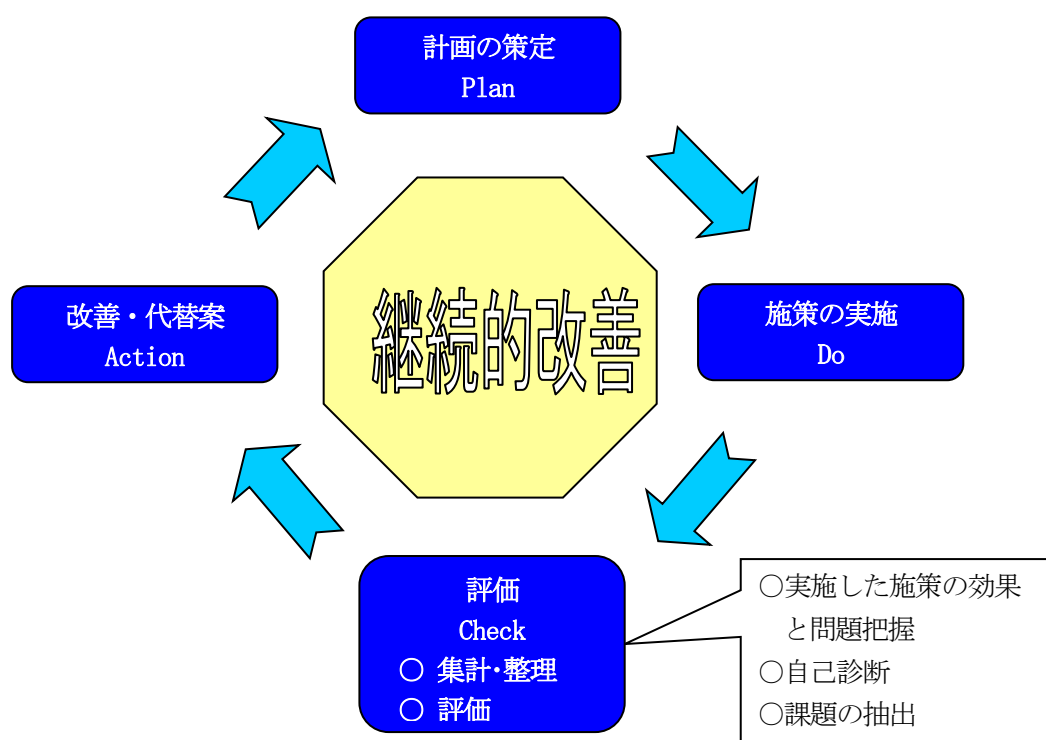 計画の策定
Plan
改善・代替案
Action
継続的改善
施策の実施
Do
評価
Check
○ 集計・整理
○ 評価
○実施した施策の効果
と問題把握
○自己診断
○課題の抽出